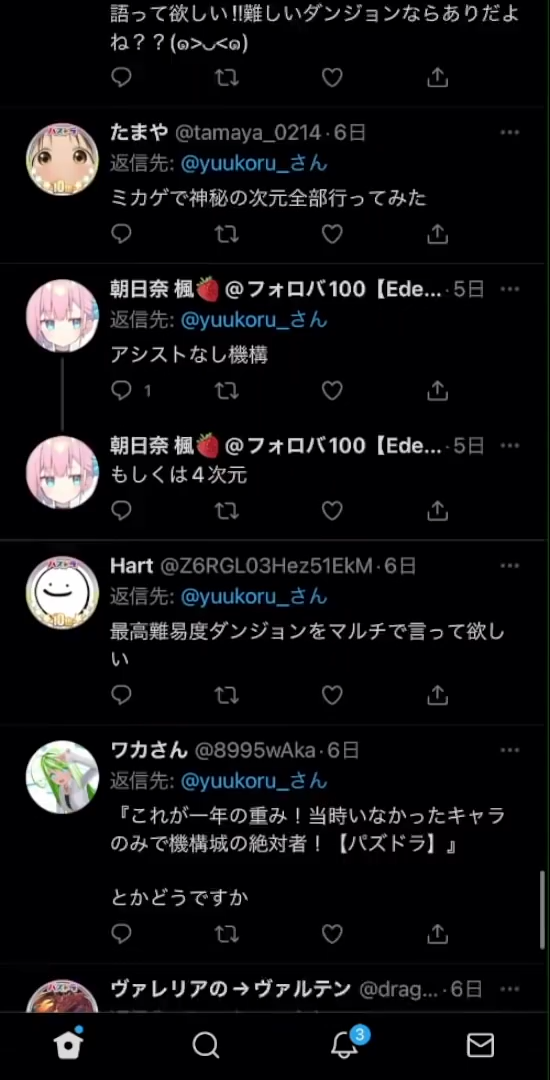 語って欲しい‼難しいダンジョンならありだよ
ね？？(๑>◡<๑)
たまや @tamaya_0214·6日
返信先: @yuukoru_さん
ミカゲで神秘の次元全部行ってみた
朝日奈 楓🍓@フォロバ100【Ede...·5日
返信先: @yuukoru_さん
アシストなし機構
1
朝日奈 楓🍓@フォロバ100【Ede...·5日
もしくは４次元
Hart @Z6RGL03Hez51EkM·6日
返信先: @yuukoru_さん
最高難易度ダンジョンをマルチで言って欲し
い
ワカさん @8995wAka·6日
返信先: @yuukoru_さん
『これが一年の重み！当時いなかったキャラ
のみで機構城の絶対者！【パズドラ】』
とかどうですか
ヴァレリアの→ヴァルテン @drag...·6日
3